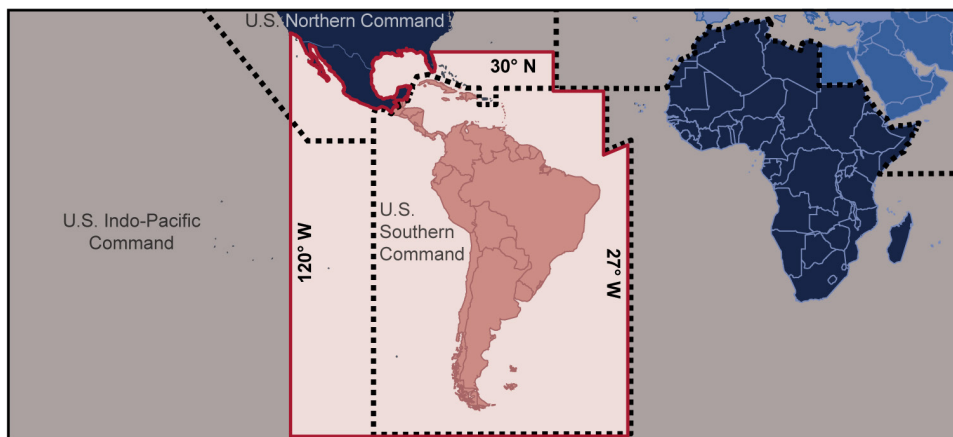 U.S. Northern Command
30° N
U.S. Indo-Pacific
Command
120° W
U.S.
Southern
Command
27° W